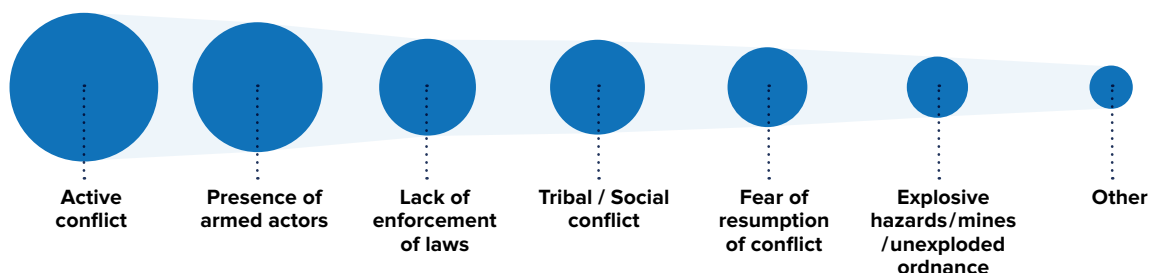 Active
conflict
Presence of
armed actors
Lack of
enforcement
of laws
Tribal / Social
conflict
Fear of
resumption
of conflict
Explosive
hazards/mines
/unexploded
ordnance
Other